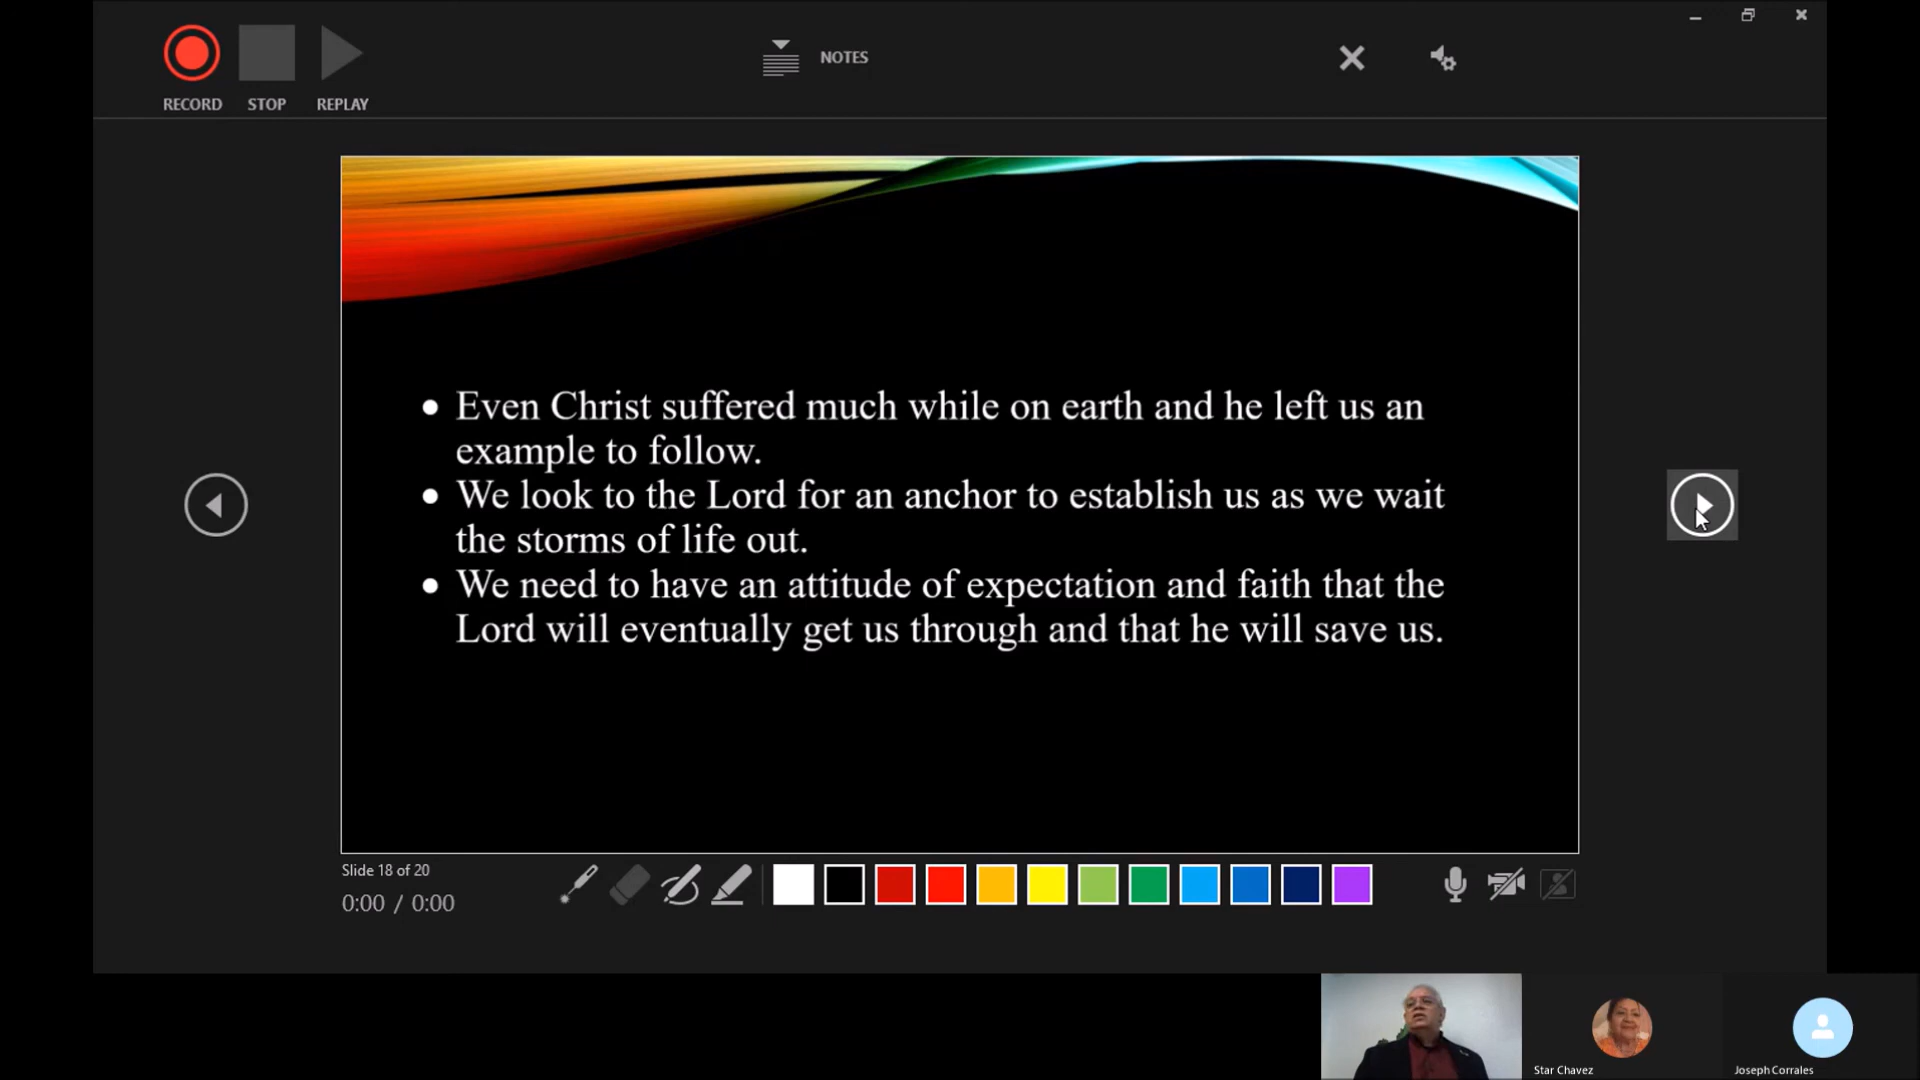 RECORD
STOP
REPLAY
NOTES
• Even Christ suffered much while on earth and he left us an
example to follow.
• We look to the Lord for an anchor to establish us as we wait
the storms of life out.
• We need to have an attitude of expectation and faith that the
Lord will eventually get us through and that he will save us.
Slide 18 of 20
0:00 / 0:00
Star Chavez
Joseph Corrales